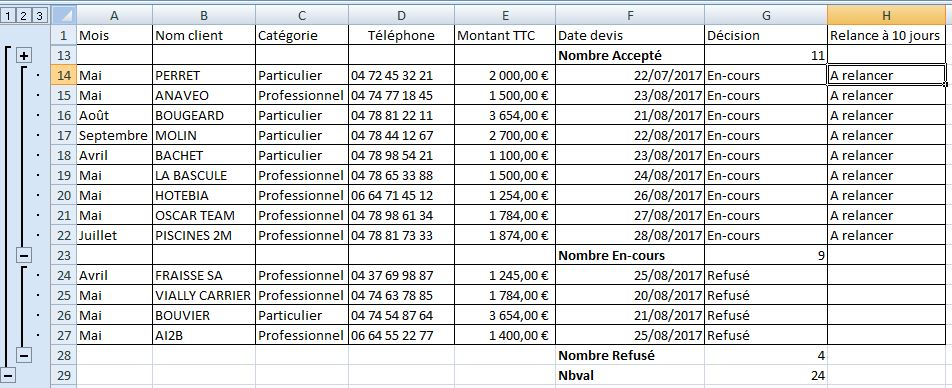 1 2 3 A B C D E F G H
1 Mois Nom client Catégorie Téléphone Montant TTC Date devis Décision Relance à 10 jours
13 Nombre Accepté 11
14 Mai PERRET Particulier 04 72 45 32 21 2 000,00 € 22/07/2017 En-cours A relancer
15 Mai ANAVEO Professionnel 04 74 77 18 45 1 500,00 € 23/08/2017 En-cours A relancer
16 Août BOUGEARD Particulier 04 78 81 22 11 3 654,00 € 21/08/2017 En-cours A relancer
17 Septembre MOLIN Particulier 04 78 44 12 67 2 700,00 € 22/08/2017 En-cours A relancer
18 Avril BACHET Particulier 04 78 98 54 21 1 100,00 € 23/08/2017 En-cours A relancer
19 Mai LA BASCULE Professionnel 04 78 65 33 88 1 500,00 € 24/08/2017 En-cours A relancer
20 Mai HOTEBIA Professionnel 06 64 71 45 12 1 254,00 € 26/08/2017 En-cours A relancer
21 Mai OSCAR TEAM Professionnel 04 78 98 61 34 1 784,00 € 27/08/2017 En-cours A relancer
22 Juillet PISCINES 2M Professionnel 04 78 81 73 33 1 874,00 € 28/08/2017 En-cours A relancer
23 Nombre En-cours 9
24 Avril FRAISSE SA Professionnel 04 37 69 98 87 1 245,00 € 25/08/2017 Refusé
25 Mai VIALLY CARRIER Professionnel 04 74 63 78 85 1 784,00 € 20/08/2017 Refusé
26 Mai BOUVIER Particulier 04 74 54 87 64 3 654,00 € 21/08/2017 Refusé
27 Mai AI2B Professionnel 06 64 55 22 77 1 400,00 € 25/08/2017 Refusé
28 Nombre Refusé 4
29 Nbval 24